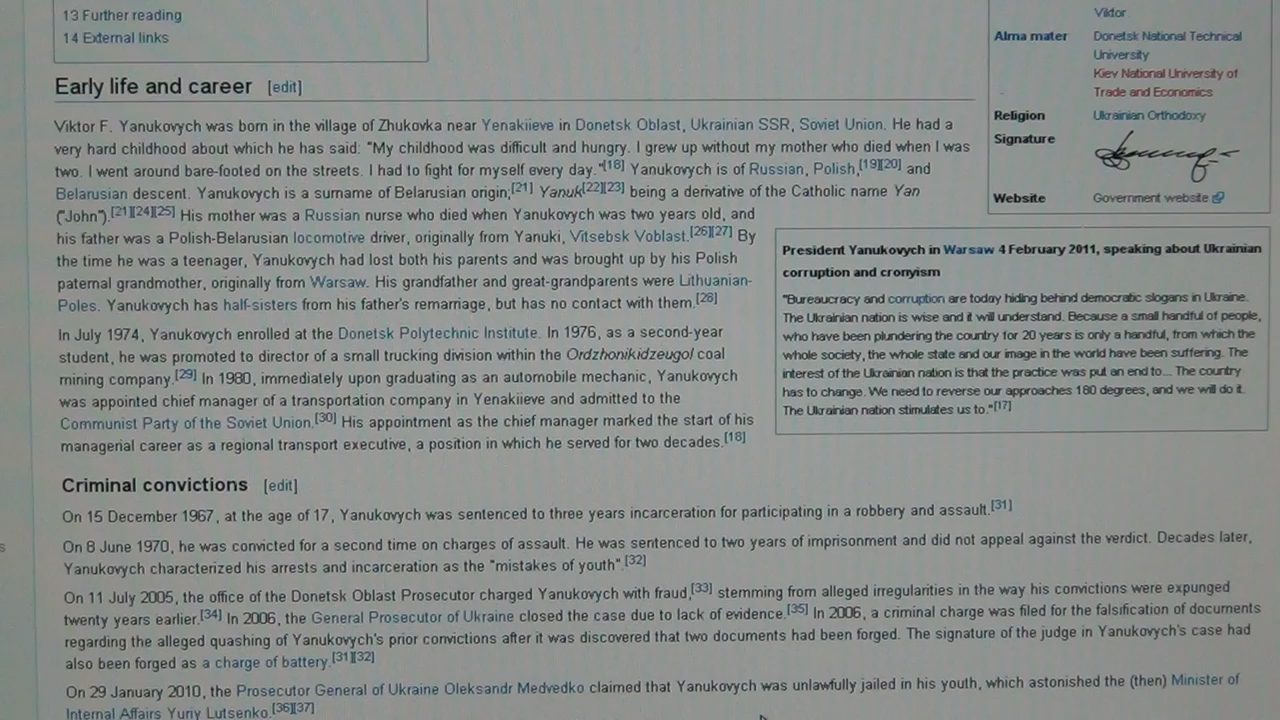 13 Further reading
14 External links
Viktor
Alma mater Donetsk National Technical
University
Kiev National University of
Trade and Economics
Religion Ukrainian Orthodoxy
Signature
Website Government website
Early life and career [edit]
Viktor F. Yanukovych was born in the village of Zhukovka near Yenakiieve in Donetsk Oblast, Ukrainian SSR, Soviet Union. He had a
very hard childhood about which he has said: "My childhood was difficult and hungry. I grew up without my mother who died when I was
two. I went around bare-footed on the streets. I had to fight for myself every day."[18] Yanukovych is of Russian, Polish,[19][20] and
Belarusian descent. Yanukovych is a surname of Belarusian origin;[21] Yanuk[22][23] being a derivative of the Catholic name Yan
("John").[21][24][25] His mother was a Russian nurse who died when Yanukovych was two years old, and
his father was a Polish-Belarusian locomotive driver, originally from Yanuki, Vitsebsk Voblast.[26][27] By
the time he was a teenager, Yanukovych had lost both his parents and was brought up by his Polish
paternal grandmother, originally from Warsaw. His grandfather and great-grandparents were Lithuanian-
Poles. Yanukovych has half-sisters from his father's remarriage, but has no contact with them.[28]
In July 1974, Yanukovych enrolled at the Donetsk Polytechnic Institute. In 1976, as a second-year
student, he was promoted to director of a small trucking division within the Ordzhonikidzeugol coal
mining company.[29] In 1980, immediately upon graduating as an automobile mechanic, Yanukovych
was appointed chief manager of a transportation company in Yenakiieve and admitted to the
Communist Party of the Soviet Union.[30] His appointment as the chief manager marked the start of his
managerial career as a regional transport executive, a position in which he served for two decades.[18]
President Yanukovych in Warsaw 4 February 2011, speaking about Ukrainian
corruption and cronyism
"Bureaucracy and corruption are today hiding behind democratic slogans in Ukraine.
The Ukrainian nation is wise and it will understand. Because a small handful of people,
who have been plundering the country for 20 years is only a handful, from which the
whole society, the whole state and our image in the world have been suffering. The
interest of the Ukrainian nation is that the practice was put an end to... The country
has to change. We need to reverse our approaches 180 degrees, and we will do it.
The Ukrainian nation stimulates us to."[17]
Criminal convictions [edit]
On 15 December 1967, at the age of 17, Yanukovych was sentenced to three years incarceration for participating in a robbery and assault.[31]
On 8 June 1970, he was convicted for a second time on charges of assault. He was sentenced to two years of imprisonment and did not appeal against the verdict. Decades later,
Yanukovych characterized his arrests and incarceration as the "mistakes of youth".[32]
On 11 July 2005, the office of the Donetsk Oblast Prosecutor charged Yanukovych with fraud,[33] stemming from alleged irregularities in the way his convictions were expunged
twenty years earlier.[34] In 2006, the General Prosecutor of Ukraine closed the case due to lack of evidence.[35] In 2006, a criminal charge was filed for the falsification of documents
regarding the alleged quashing of Yanukovych's prior convictions after it was discovered that two documents had been forged. The signature of the judge in Yanukovych's case had
also been forged as a charge of battery.[31][32]
On 29 January 2010, the Prosecutor General of Ukraine Oleksandr Medvedko claimed that Yanukovych was unlawfully jailed in his youth, which astonished the (then) Minister of
Internal Affairs Yuriy Lutsenko.[36][37]